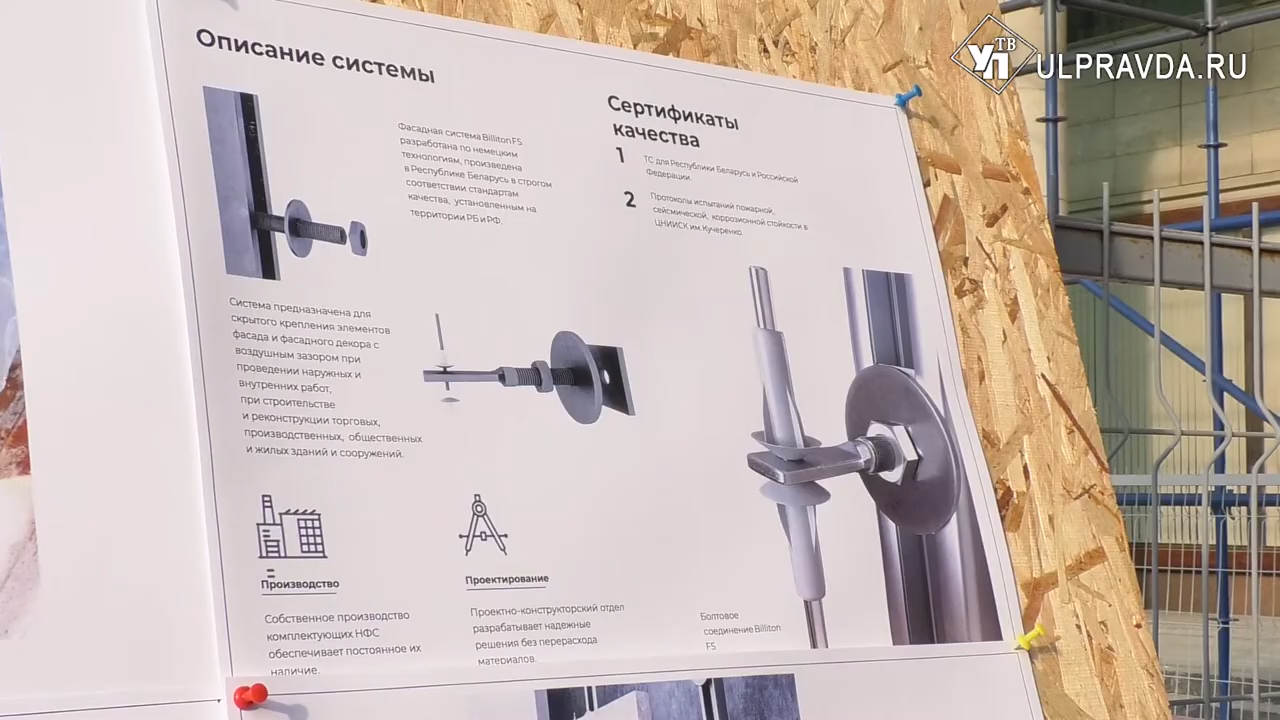 УП ТВ
ULPRAVDA.RU
Описание системы
Фасадная система Billiton FS
разработана по немецким
технологиям, произведена
в Республике Беларусь в строгом
соответствии стандартам
качества, установленным на
территории РБ и РФ.
Сертификаты
качества
1
ТС для Республики Беларусь и Российской
Федерации.
2
Протоколы испытаний пожарной,
сейсмической, коррозионной стойкости в
ЦНИИСК им. Кучеренко.
Система предназначена для
скрытого крепления элементов
фасада и фасадного декора с
воздушным зазором при
проведении наружных и
внутренних работ,
при строительстве
и реконструкции торговых,
производственных, общественных
и жилых зданий и сооружений.
Производство
Собственное производство
комплектующих НФС
обеспечивает постоянное их
наличие.
Проектирование
Проектно-конструкторский отдел
разрабатывает надежные
решения без перерасхода
материалов.
Болтовое
соединение Billiton
FS